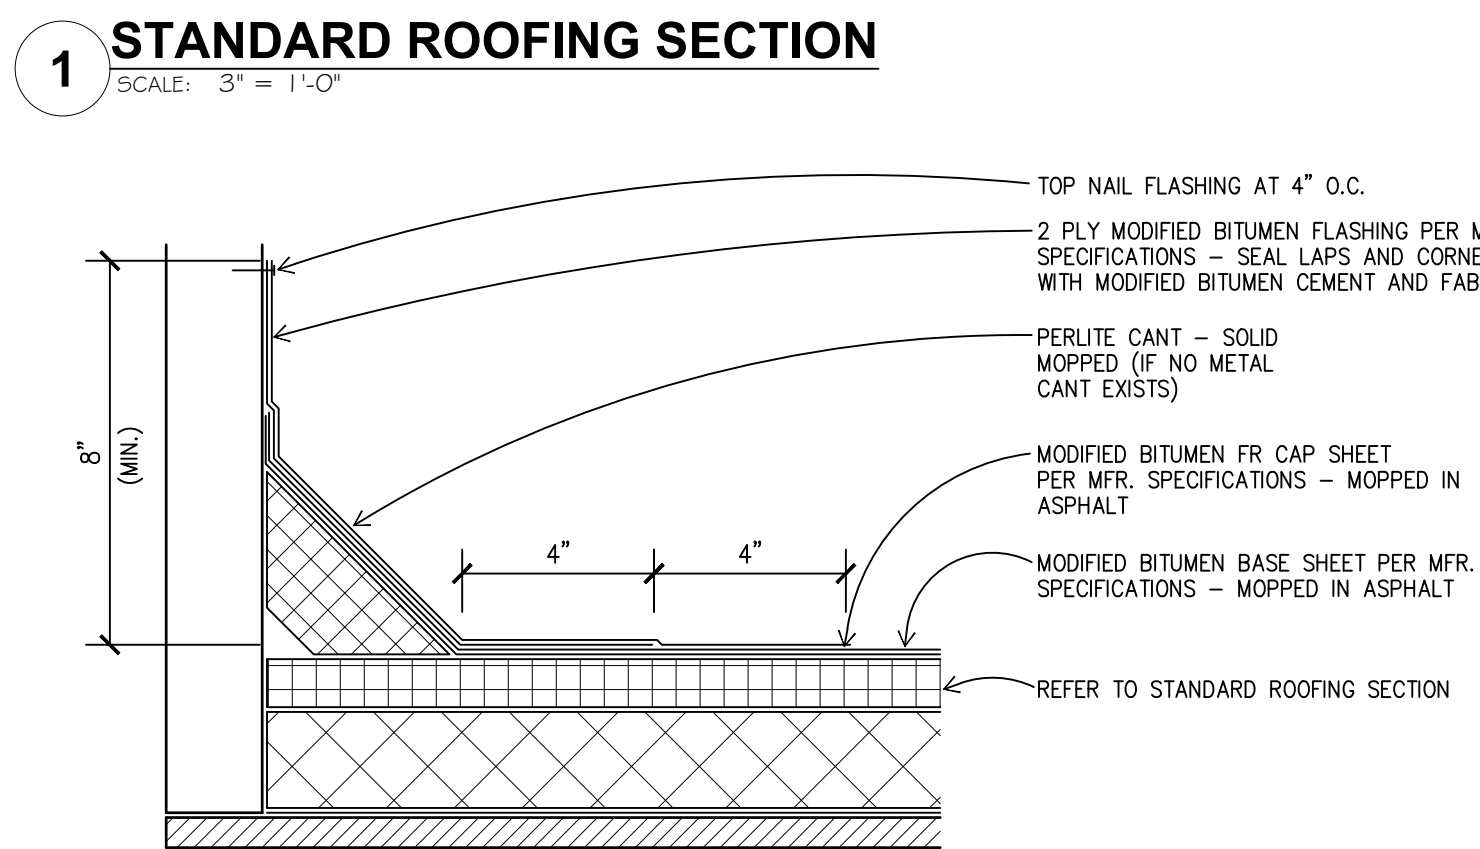 1
STANDARD ROOFING SECTION
SCALE: 3" = 1'-0"
TOP NAIL FLASHING AT 4” O.C.
2 PLY MODIFIED BITUMEN FLASHING PER
SPECIFICATIONS – SEAL LAPS AND
WITH MODIFIED BITUMEN CEMENT AND
PERLITE CANT – SOLID
MOPPED (IF NO METAL
CANT EXISTS)
8”
(MIN.)
MODIFIED BITUMEN FR CAP SHEET
PER MFR. SPECIFICATIONS – MOPPED IN
ASPHALT
4”
4”
MODIFIED BITUMEN BASE SHEET PER MFR.
SPECIFICATIONS – MOPPED IN ASPHALT
REFER TO STANDARD ROOFING SECTION